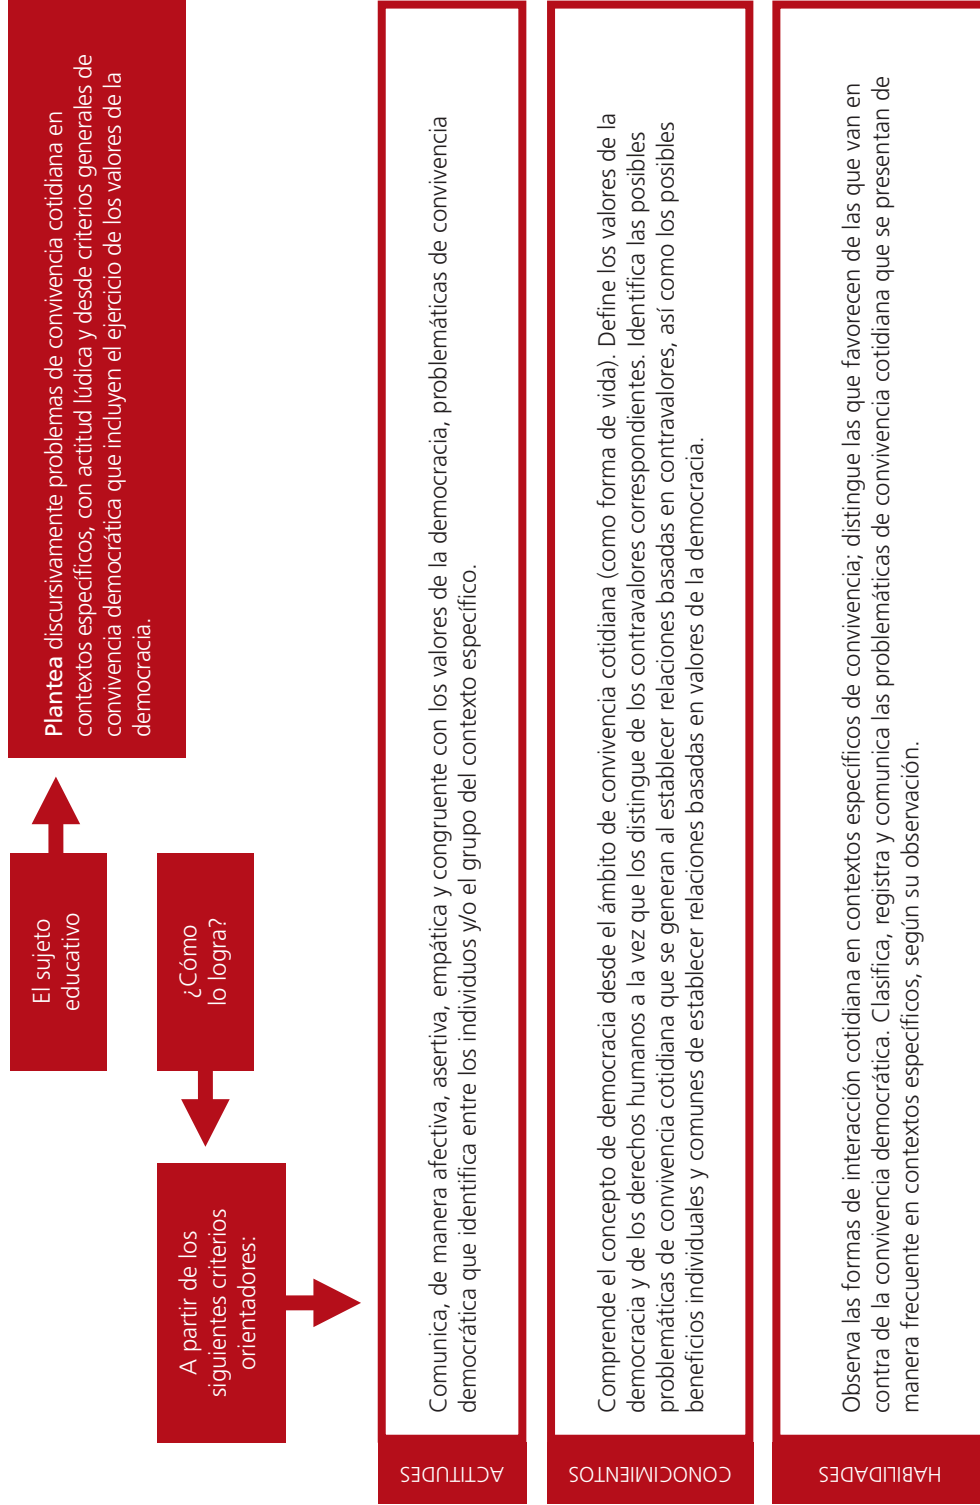 El sujeto
educativo
Plantea discursivamente problemas de convivencia cotidiana en
contextos específicos, con actitud lúdica y desde criterios generales de
convivencia democrática que incluyen el ejercicio de los valores de la
democracia.
¿Cómo
lo logra?
A partir de los
siguientes criterios
orientadores:
ACTITUDES
Comunica, de manera afectiva, asertiva, empática y congruente con los valores de la democracia, problemáticas de convivencia
democrática que identifica entre los individuos y/o el grupo del contexto específico.
CONOCIMIENTOS
Comprende el concepto de democracia desde el ámbito de convivencia cotidiana (como forma de vida). Define los valores de la
democracia y de los derechos humanos a la vez que los distingue de los contravalores correspondientes. Identifica las posibles
problemáticas de convivencia cotidiana que se generan al establecer relaciones basadas en contravalores, así como los posibles
beneficios individuales y comunes de establecer relaciones basadas en valores de la democracia.
HABILIDADES
Observa las formas de interacción cotidiana en contextos específicos de convivencia; distingue las que favorecen de las que van en
contra de la convivencia democrática. Clasifica, registra y comunica las problemáticas de convivencia cotidiana que se presentan de
manera frecuente en contextos específicos, según su observación.